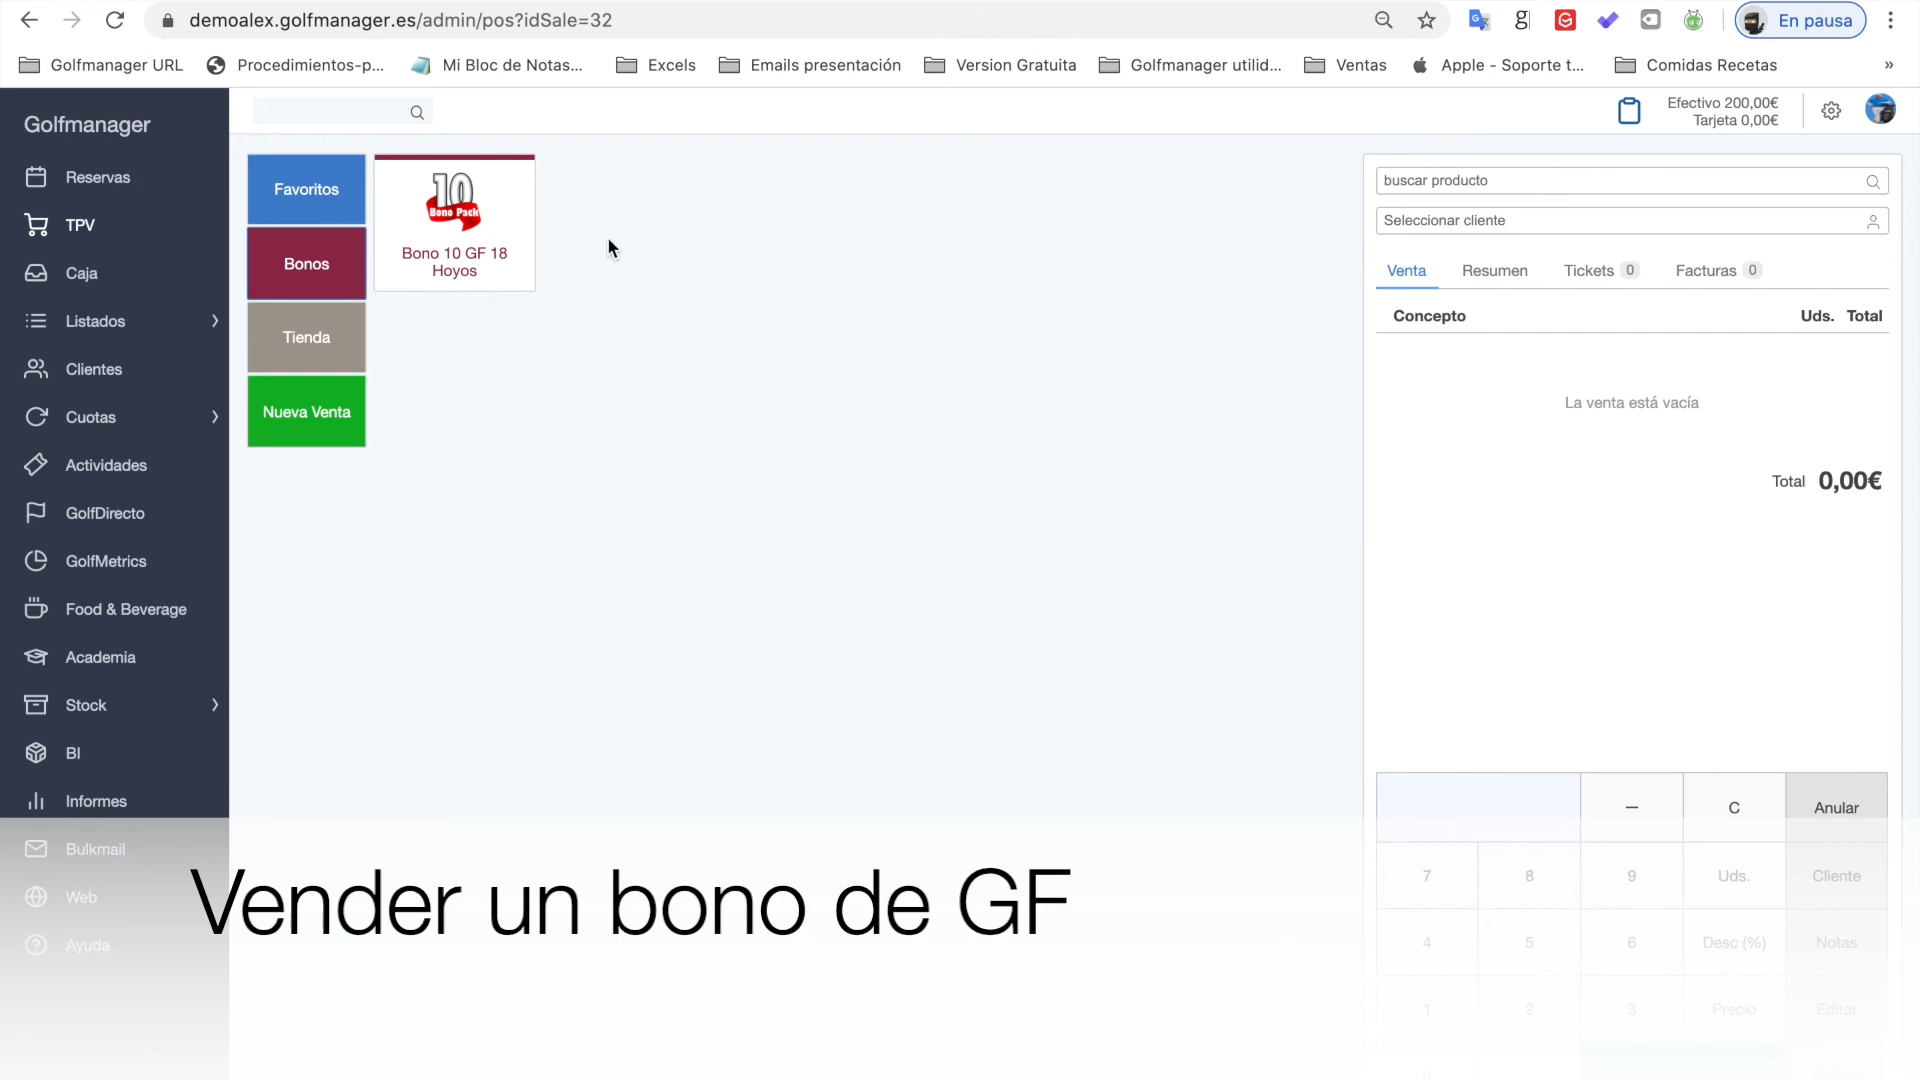 demoalex.golfmanager.es/admin/pos?idSale=32
En pausa
Golfmanager URL
Procedimientos-p...
Mi Bloc de Notas...
Excels
Emails presentación
Version Gratuita
Golfmanager utilid...
Ventas
Apple - Soporte t...
Comidas Recetas
»
Golfmanager
Efectivo 200,00€
Tarjeta 0,00€
Reservas
TPV
Caja
Listados
Clientes
Cuotas
Actividades
GolfDirecto
GolfMetrics
Food & Beverage
Academia
Stock
BI
Informes
Bulkmail
Web
Ayuda
Favoritos
Bonos
Tienda
Nueva Venta
10
Bono Pack
Bono 10 GF 18
Hoyos
buscar producto
Seleccionar cliente
Venta Resumen Tickets 0 Facturas 0
Concepto Uds. Total
La venta está vacía
Total 0,00€
— C Anular
7 8 9 Uds. Cliente
4 5 6 Desc (%) Notas
1 2 3 Precio Editar
Vender un bono de GF